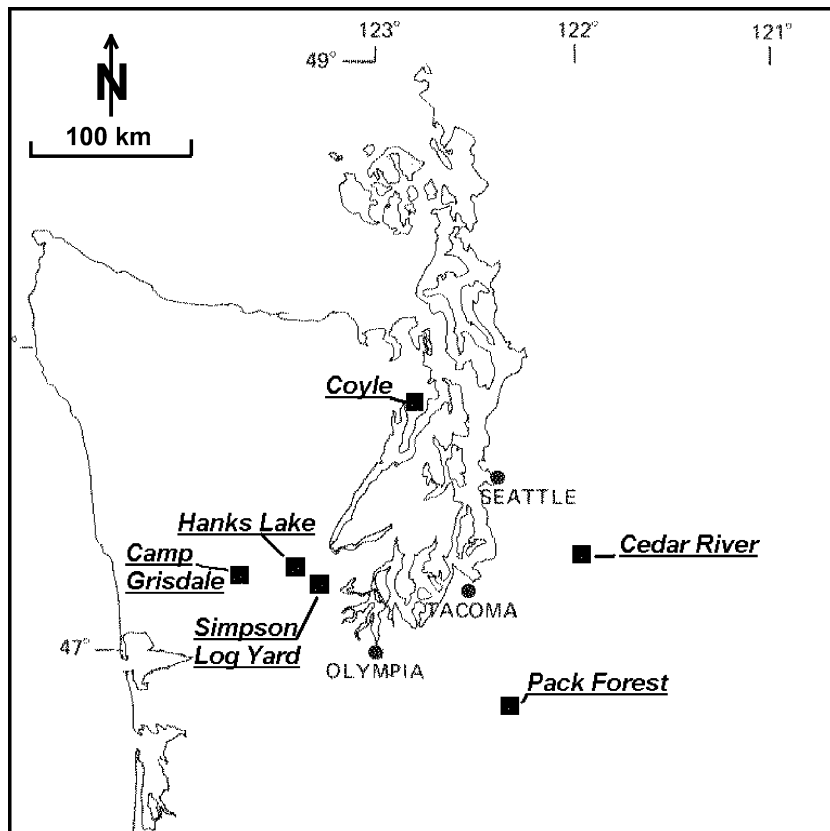 123°
122°
121°
49°
N
100 km
Coyle
SEATTLE
Hanks Lake
Cedar River
Camp
Grisdale
TACOMA
Simpson
Log Yard
47°
OLYMPIA
Pack Forest